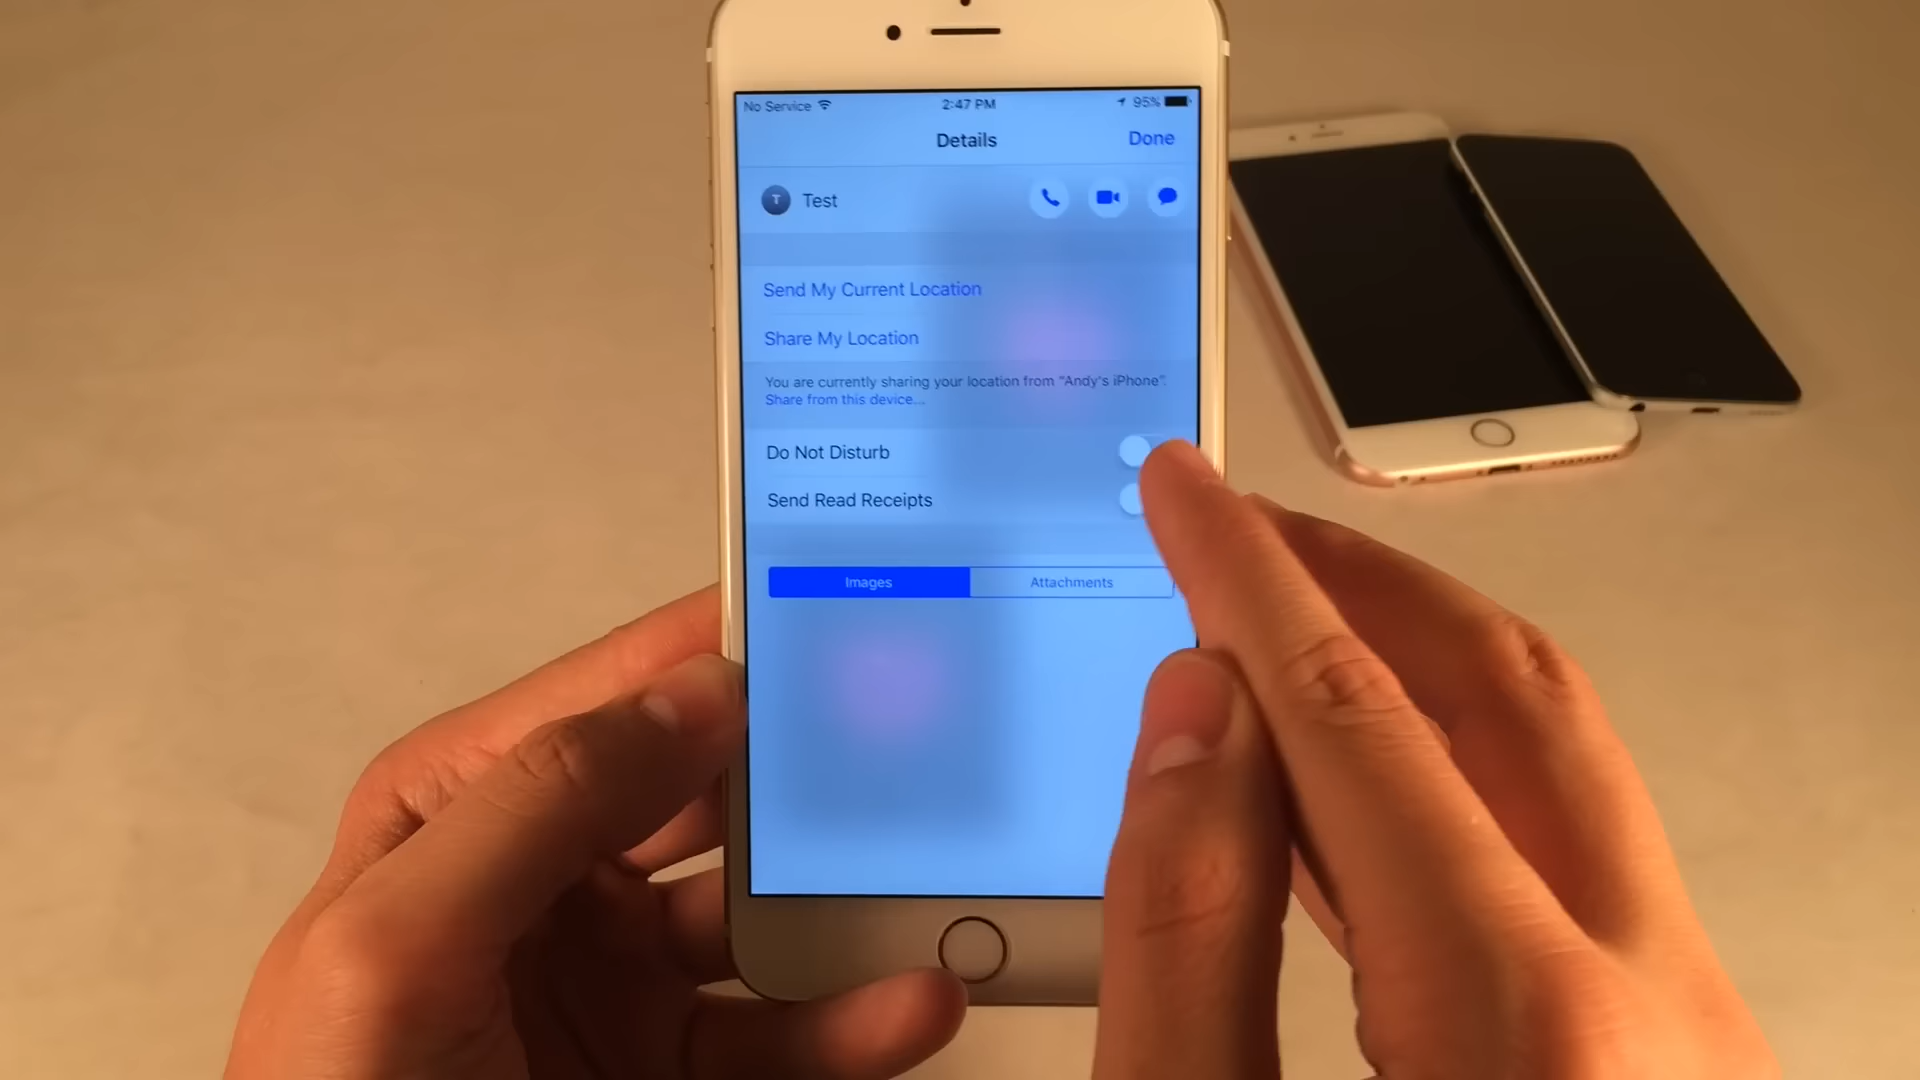 No Service 2:47 PM 95%
Details Done
T Test
Send My Current Location
Share My Location
You are currently sharing your location from "Andy's iPhone".
Share from this device...
Do Not Disturb
Send Read Receipts
Images Attachments